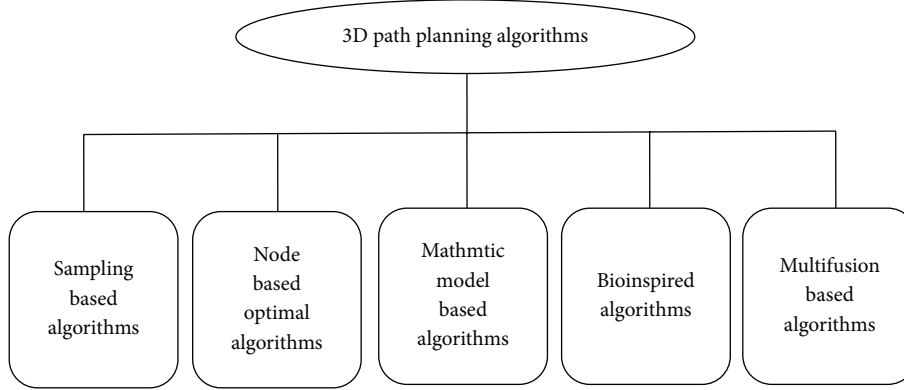 3D path planning algorithms
Sampling
based
algorithms
Node
based
optimal
algorithms
Mathmtic
model
based
algorithms
Bioinspired
algorithms
Multifusion
based
algorithms